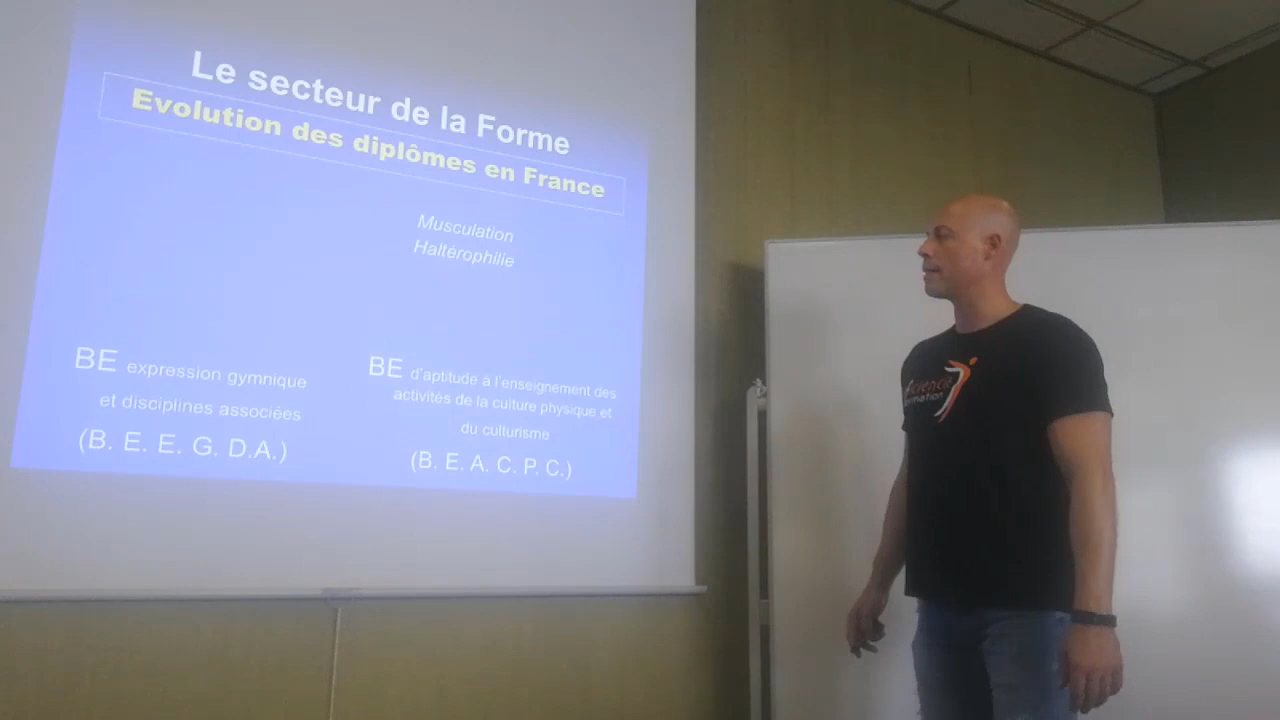 Le secteur de la Forme
Evolution des diplômes en France
Musculation
Haltérophilie
BE expression gymnique
et disciplines associées
(B. E. E. G. D.A.)
BE d'aptitude à l'enseignement des
activités de la culture physique et
du culturisme
(B. E. A. C. P. C.)